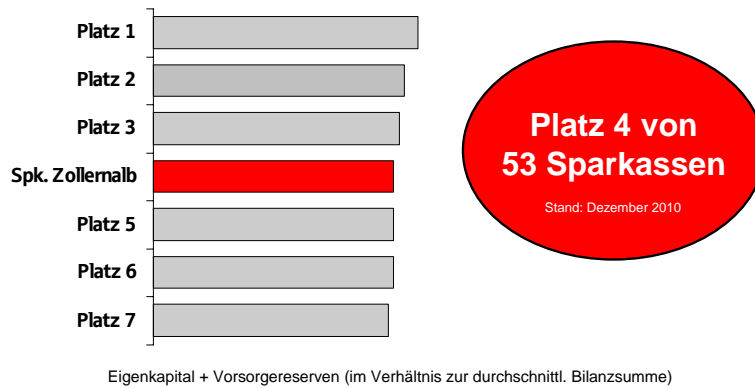 Platz 1
Platz 2
Platz 3
Spk. Zollernalb
Platz 5
Platz 6
Platz 7
Platz 4 von
53 Sparkassen
Stand: Dezember 2010
Eigenkapital + Vorsorgereserven (im Verhältnis zur durchschnittl. Bilanzsumme)